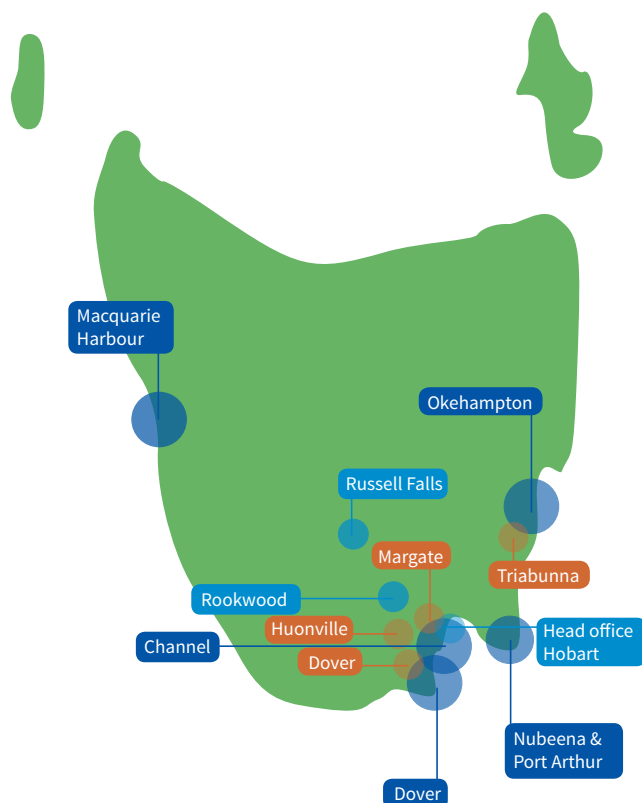 Macquarie
Harbour
Okehampton
Russell Falls
Margate
Triabunna
Rookwood
Huonville
Head office
Hobart
Channel
Dover
Nubeena &
Port Arthur
Dover